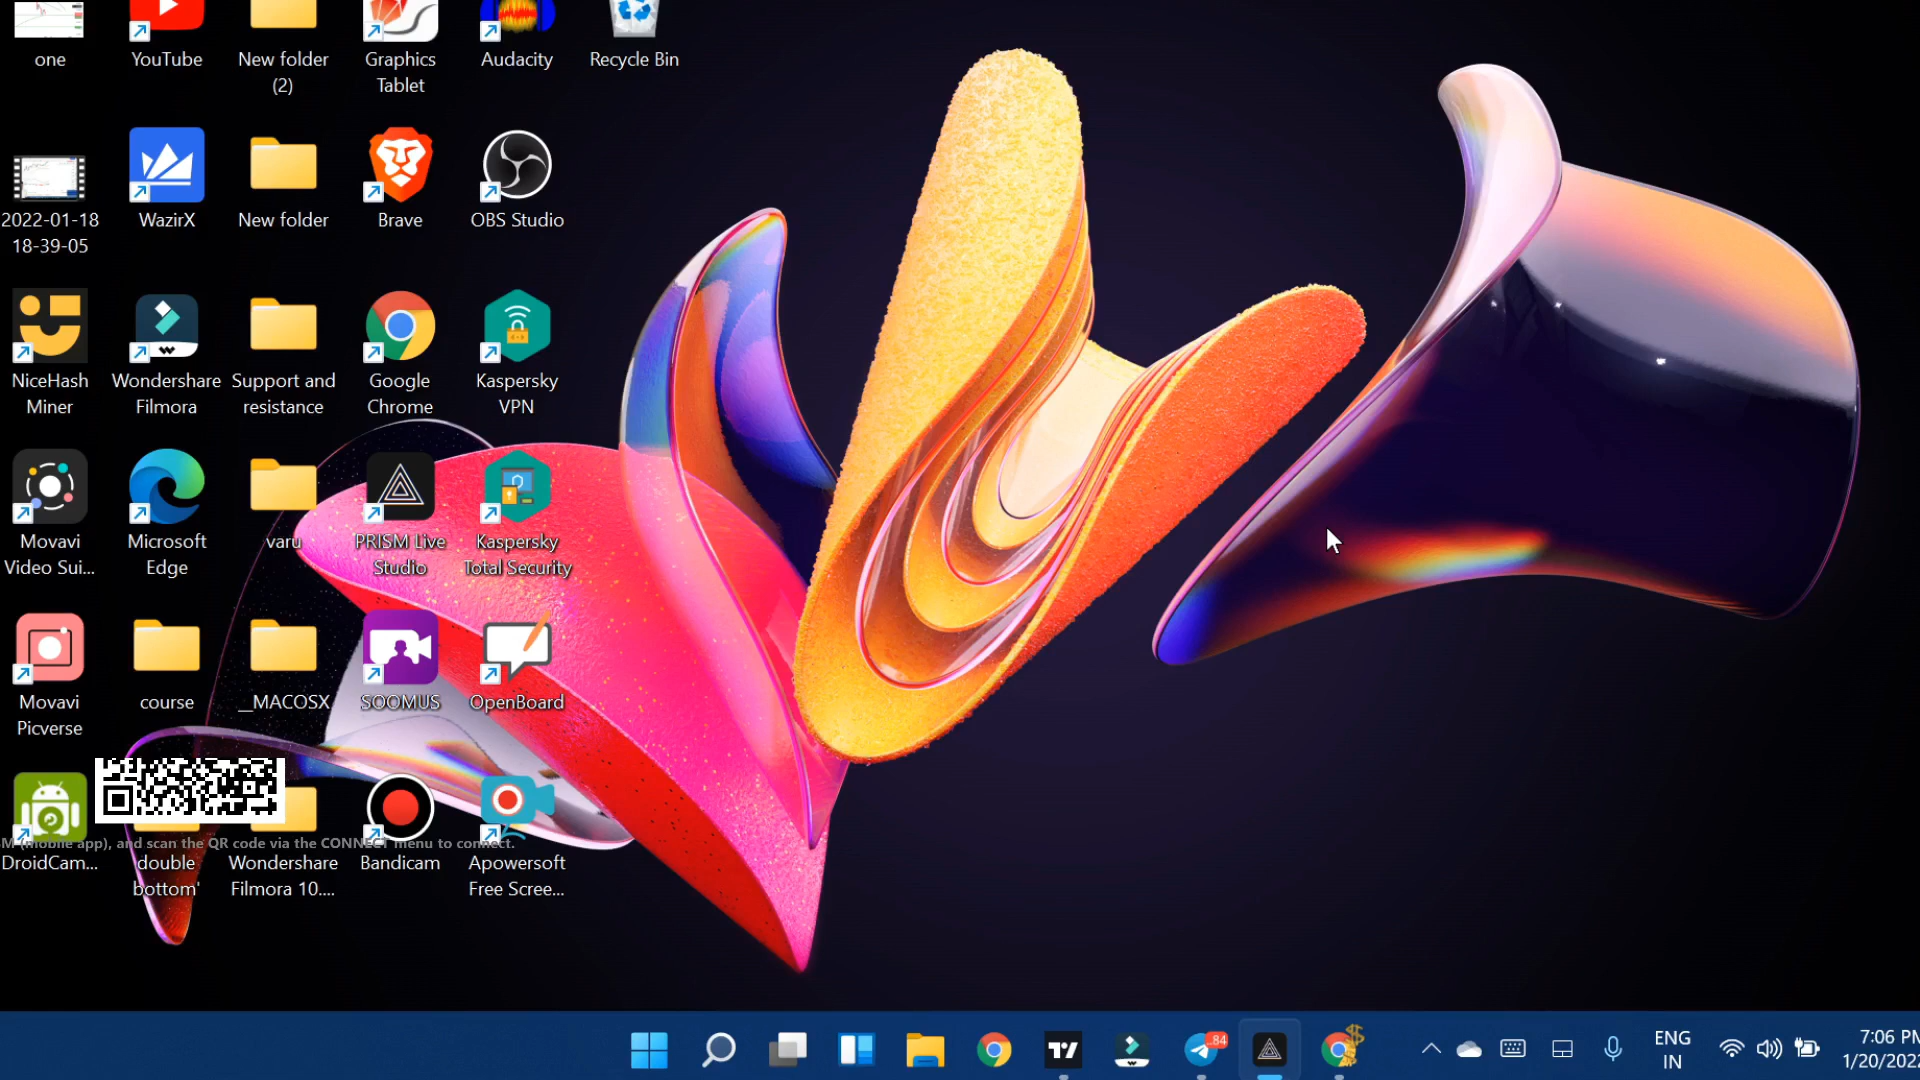 one
YouTube
New folder
(2)
Graphics
Tablet
Audacity
Recycle Bin
2022-01-18
18-39-05
WazirX
New folder
Brave
OBS Studio
NiceHash
Miner
Wondershare
Filmora
Support and
resistance
Google
Chrome
Kaspersky
VPN
Movavi
Video Sui...
Microsoft
Edge
varu
PRISM Live
Studio
Kaspersky
Total Security
Movavi
Picverse
course
__MACOSX
SOOMUS
OpenBoard
M (mobile app), and scan the QR code via the CONNECT menu to connect.
DroidCam...
double
bottom'
Wondershare
Filmora 10....
Bandicam
Apowersoft
Free Scree...
84
ENG
IN
7:06 PM
1/20/2022